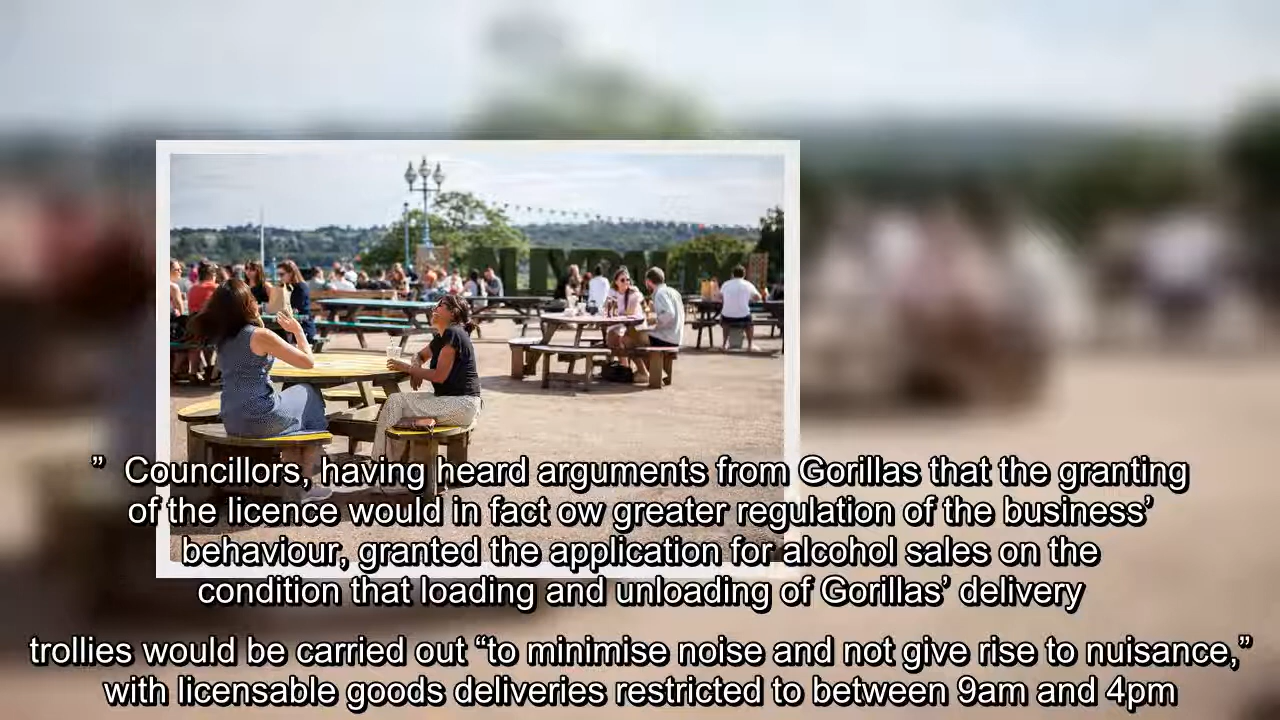 ” Councillors, having heard arguments from Gorillas that the granting
of the licence would in fact ow greater regulation of the business’
behaviour, granted the application for alcohol sales on the
condition that loading and unloading of Gorillas’ delivery
trollies would be carried out “to minimise noise and not give rise to nuisance,”
with licensable goods deliveries restricted to between 9am and 4pm